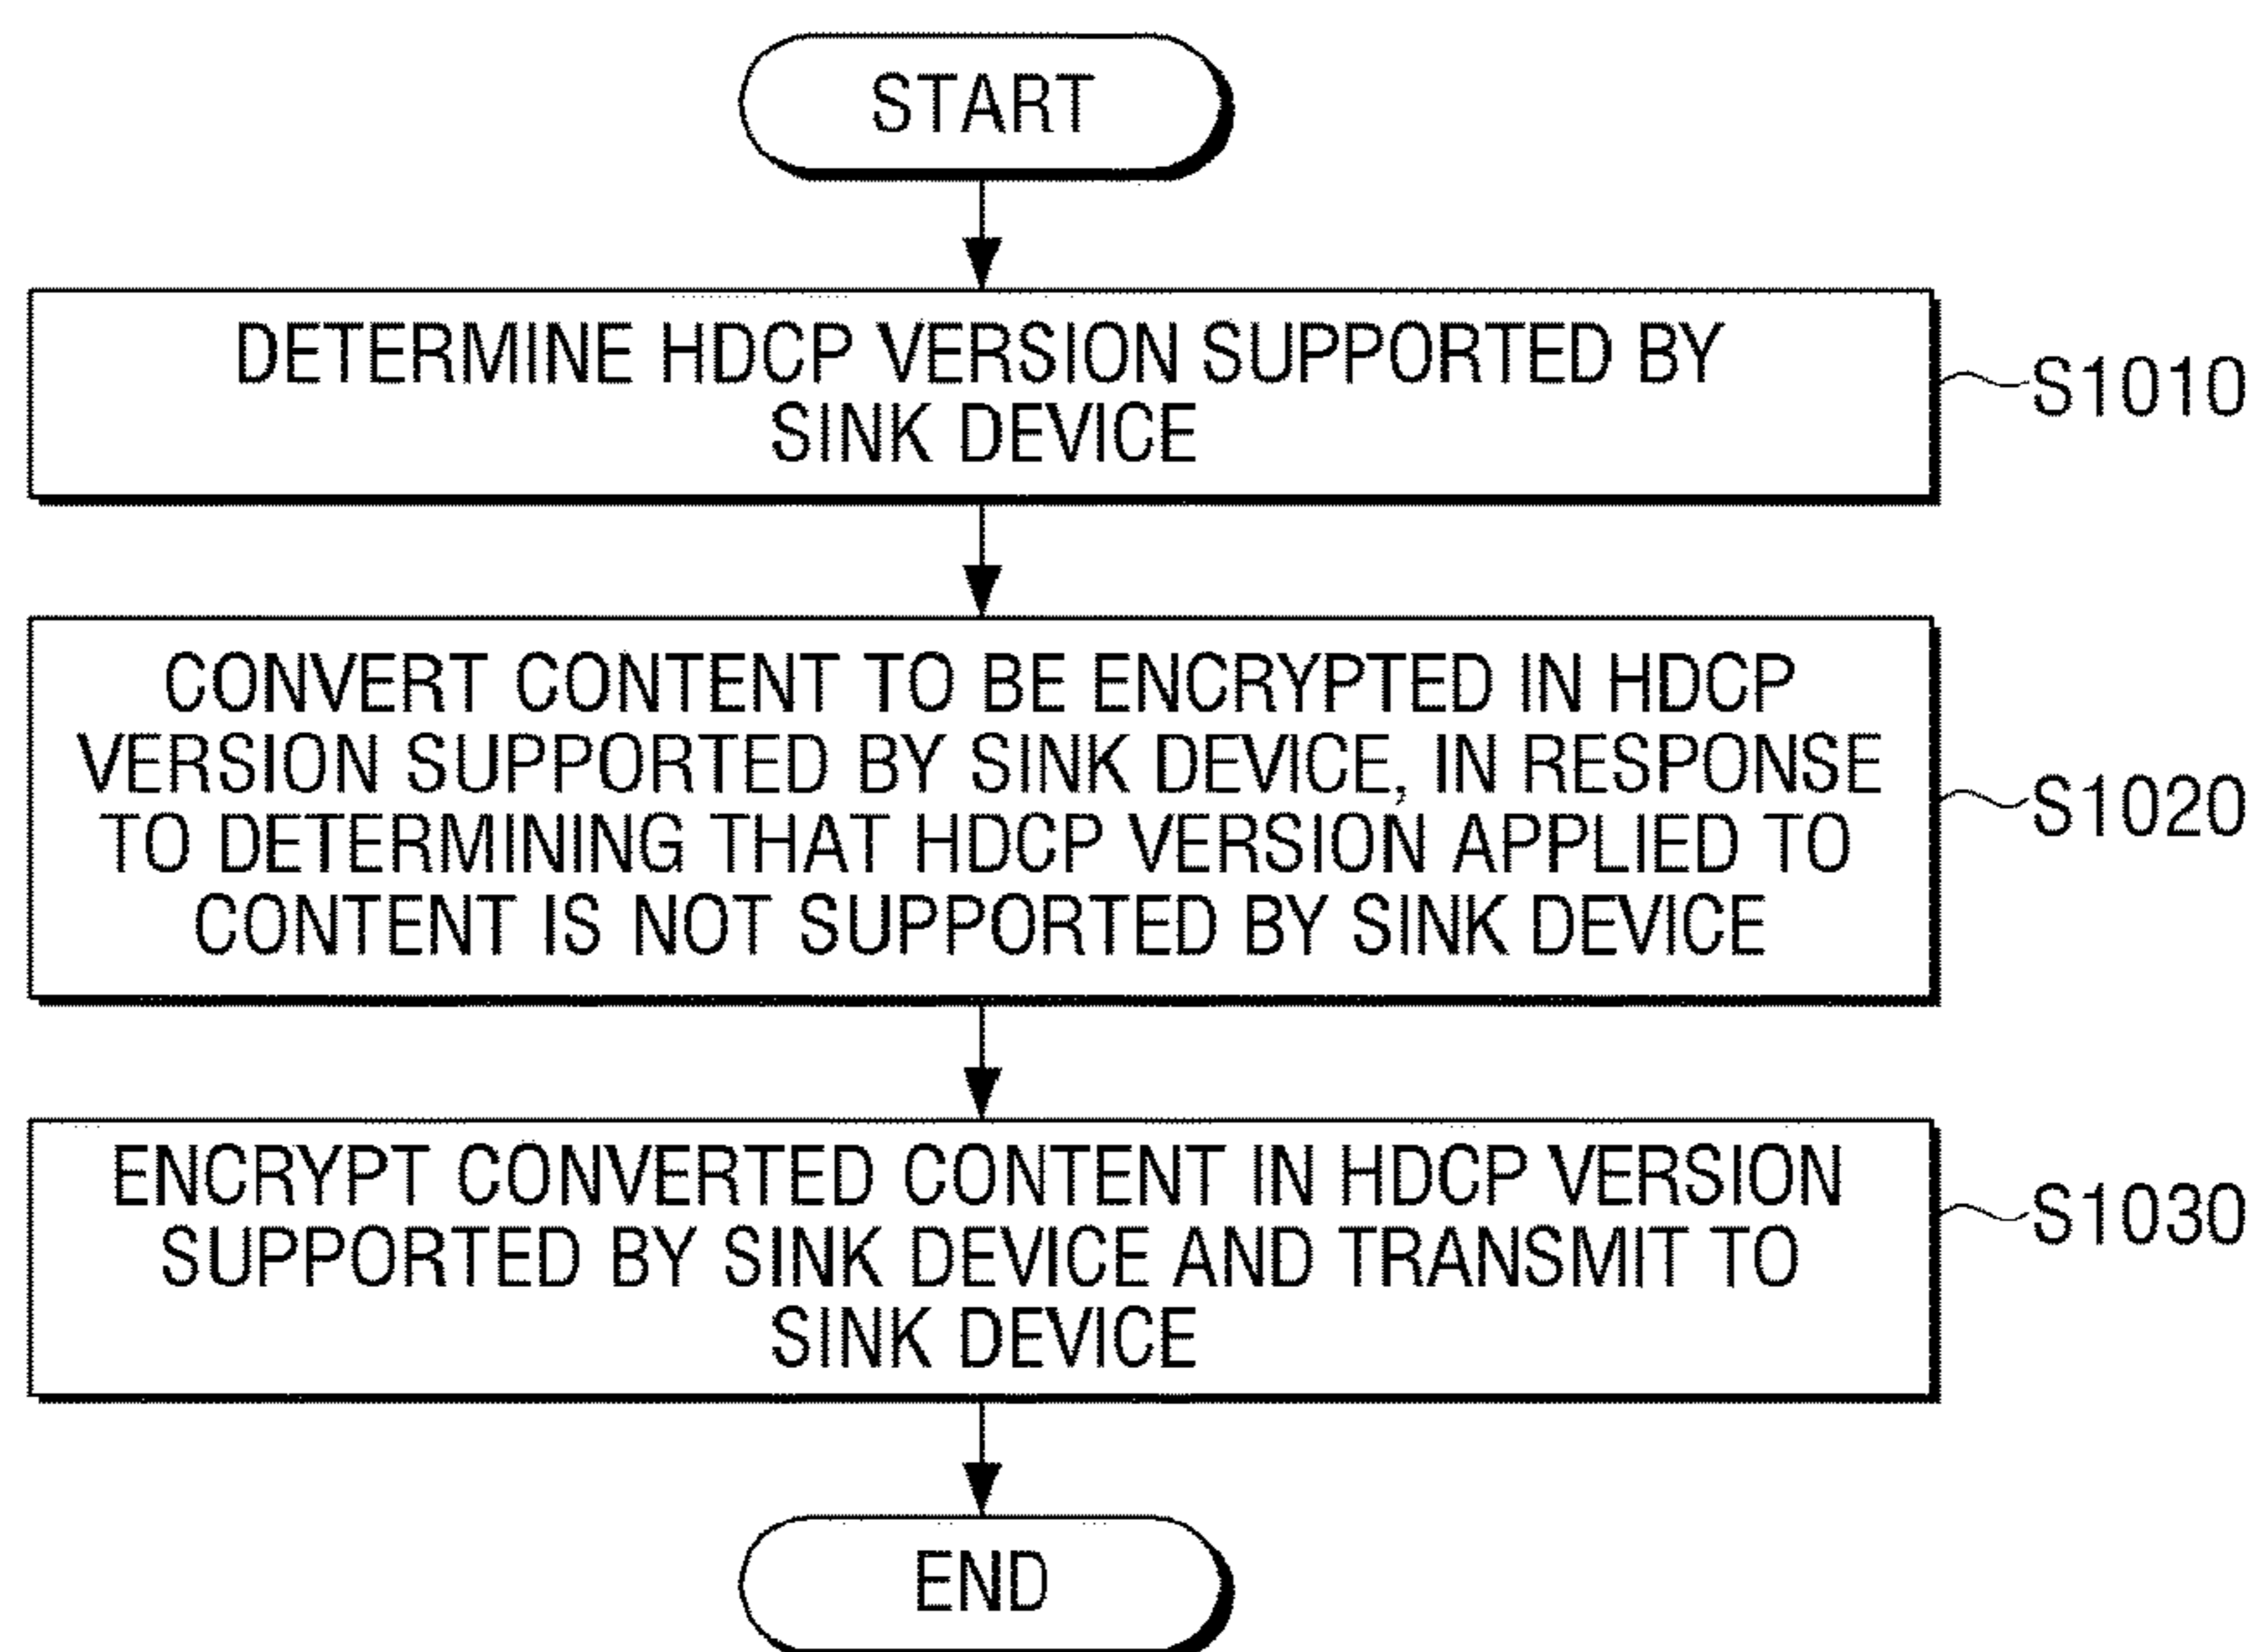 START
DETERMINE HDCP VERSION SUPPORTED BY
SINK DEVICE
S1010
CONVERT CONTENT TO BE ENCRYPTED IN HDCP
VERSION SUPPORTED BY SINK DEVICE, IN RESPONSE
TO DETERMINING THAT HDCP VERSION APPLIED TO
CONTENT IS NOT SUPPORTED BY SINK DEVICE
S1020
ENCRYPT CONVERTED CONTENT IN HDCP VERSION
SUPPORTED BY SINK DEVICE AND TRANSMIT TO
SINK DEVICE
S1030
END